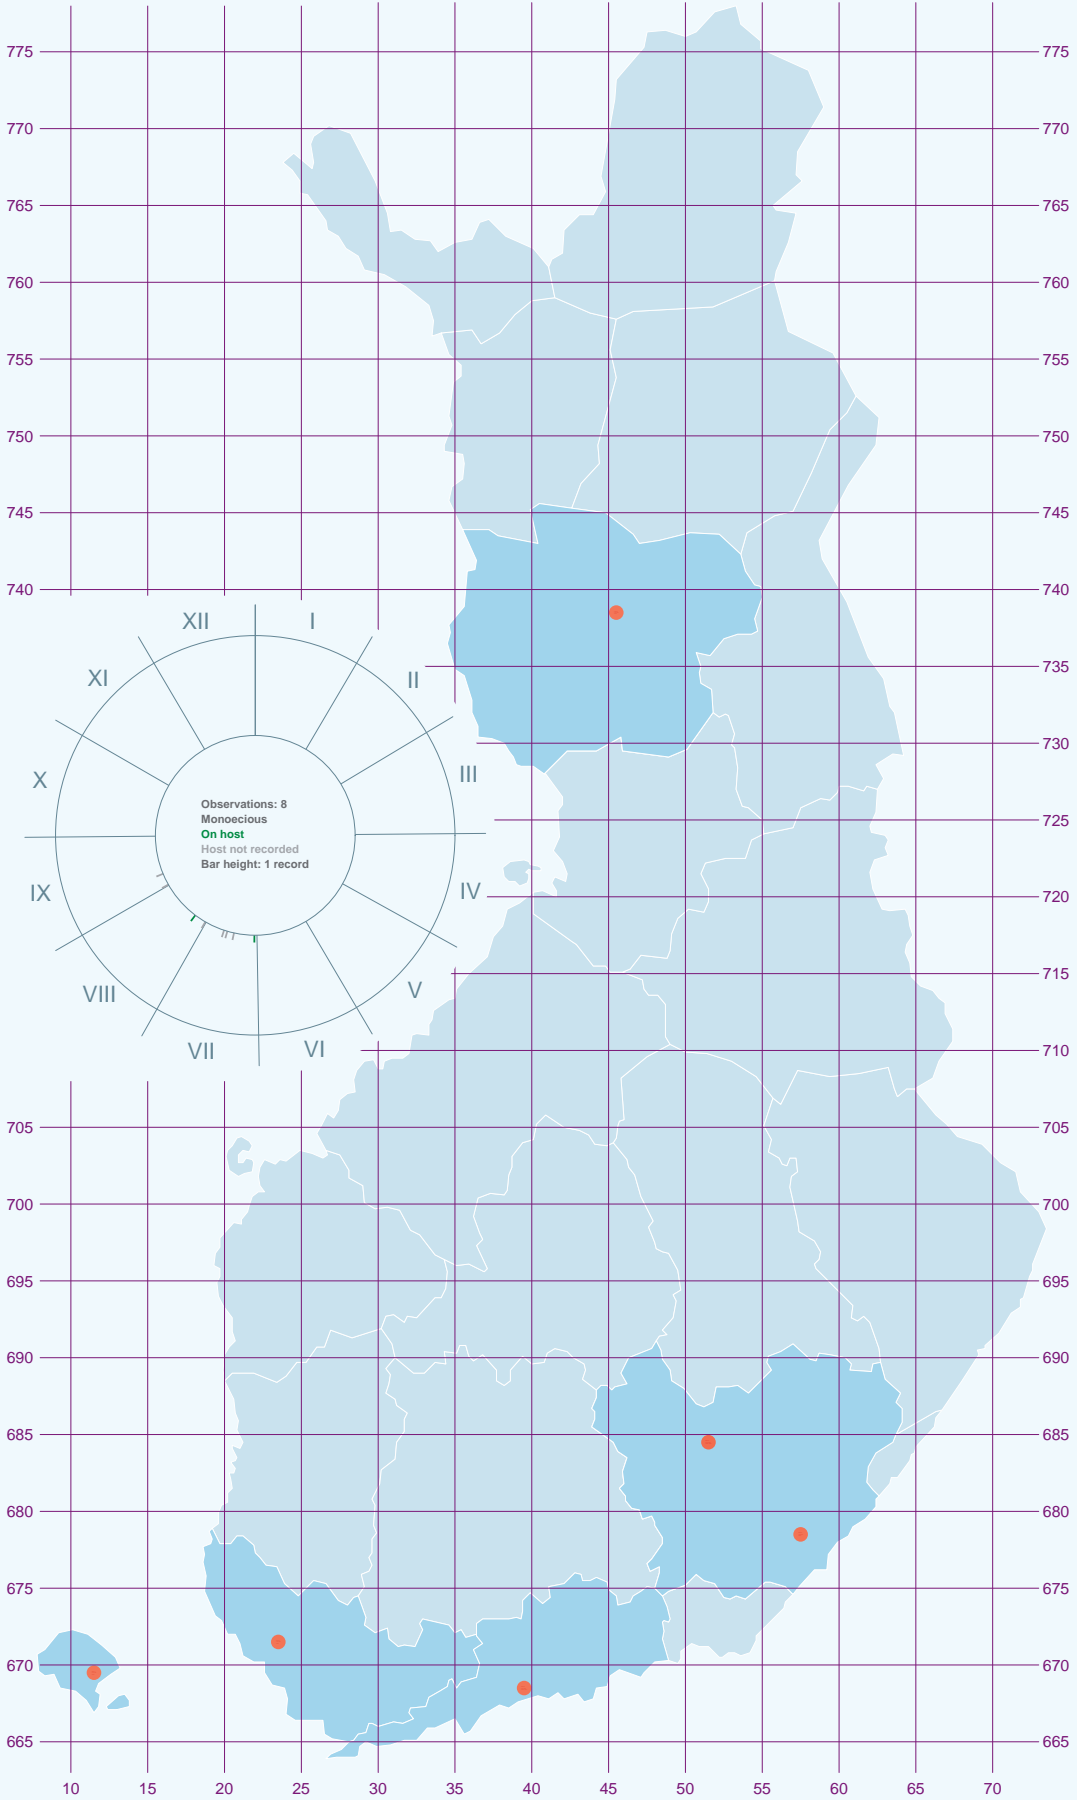 775 775
770 770
765 765
760 760
755 755
750 750
745 745
740 740
XII I
XI II
735
730
X III
Observations: 8
Monoecious
On host
Host not recorded
Bar height: 1 record
725 725
IX IV
720
VIII V
715
VII VI
710
705 705
700 700
695 695
690 690
685 685
680 680
675 675
670 670
665 665
10 15 20 25 30 35 40 45 50 55 60 65 70